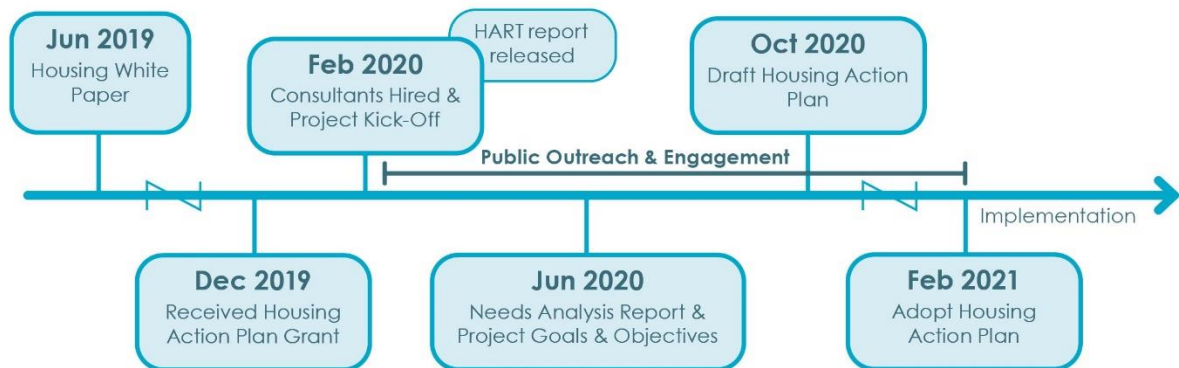 Jun 2019
Housing White
Paper
Feb 2020
Consultants Hired &
Project Kick-Off
HART report
released
Oct 2020
Draft Housing Action
Plan
Public Outreach & Engagement
Implementation
Dec 2019
Received Housing
Action Plan Grant
Jun 2020
Needs Analysis Report &
Project Goals & Objectives
Feb 2021
Adopt Housing
Action Plan